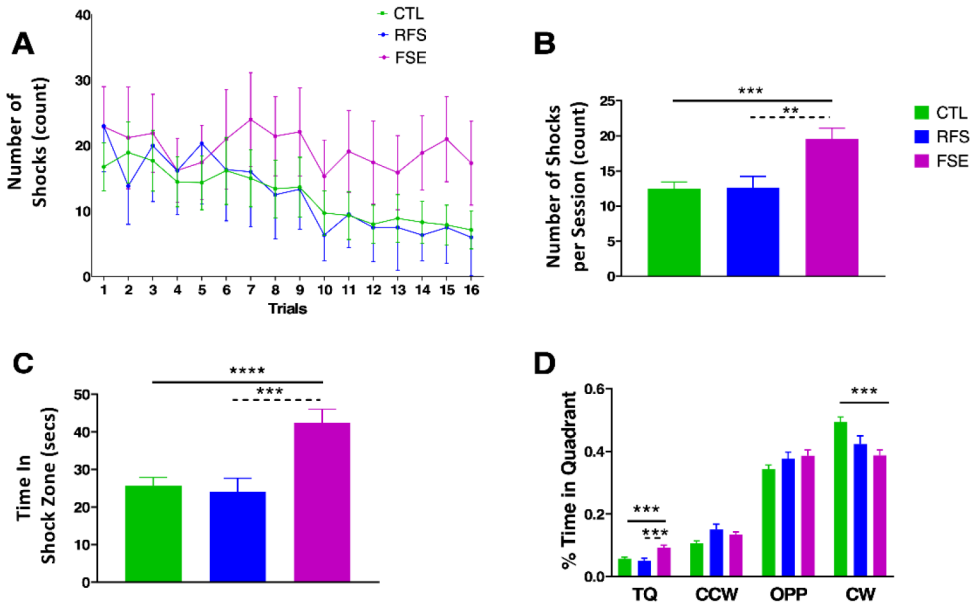 A
Number of
Shocks (count)
40
30
20
10
0
1 2 3 4 5 6 7 8 9 10 11 12 13 14 15 16
Trials
CTL
RFS
FSE
B
Number of Shocks
per Session (count)
25
20
15
10
5
0
***
**
CTL
RFS
FSE
C
Time In
Shock Zone (secs)
50
40
30
20
10
0
****
***
D
% Time in Quadrant
0.6
0.4
0.2
0.0
***
***
***
TQ CCW OPP CW